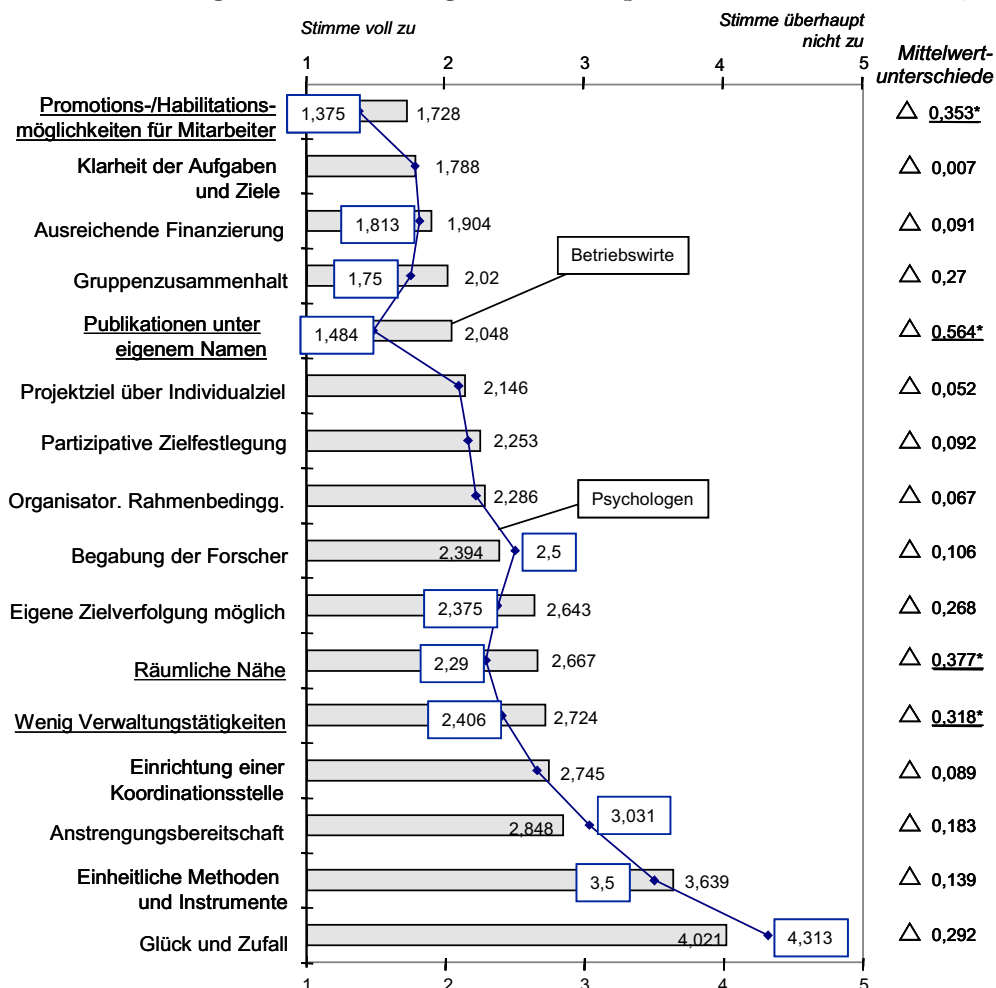 Stimme voll zu
Stimme überhaupt
nicht zu
Mittelwert-
unterschiede
1 2 3 4 5
Promotions-/Habilitations-
möglichkeiten für Mitarbeiter
1,375 1,728 △ 0,353*
Klarheit der Aufgaben
und Ziele
1,788 △ 0,007
Ausreichende Finanzierung 1,813 1,904 △ 0,091
Betriebswirte
Gruppenzusammenhalt 1,75 2,02 △ 0,27
Publikationen unter
eigenem Namen
1,484 2,048 △ 0,564*
Projektziel über Individualziel 2,146 △ 0,052
Partizipative Zielfestlegung 2,253 △ 0,092
Organisator. Rahmenbedingg. 2,286 △ 0,067
Psychologen
Begabung der Forscher 2,394 2,5 △ 0,106
Eigene Zielverfolgung möglich 2,375 2,643 △ 0,268
Räumliche Nähe 2,29 2,667 △ 0,377*
Wenig Verwaltungstätigkeiten 2,406 2,724 △ 0,318*
Einrichtung einer
Koordinationsstelle
2,745 △ 0,089
Anstrengungsbereitschaft 2,848 3,031 △ 0,183
Einheitliche Methoden
und Instrumente
3,5 3,639 △ 0,139
Glück und Zufall 4,021 4,313 △ 0,292
1 2 3 4 5